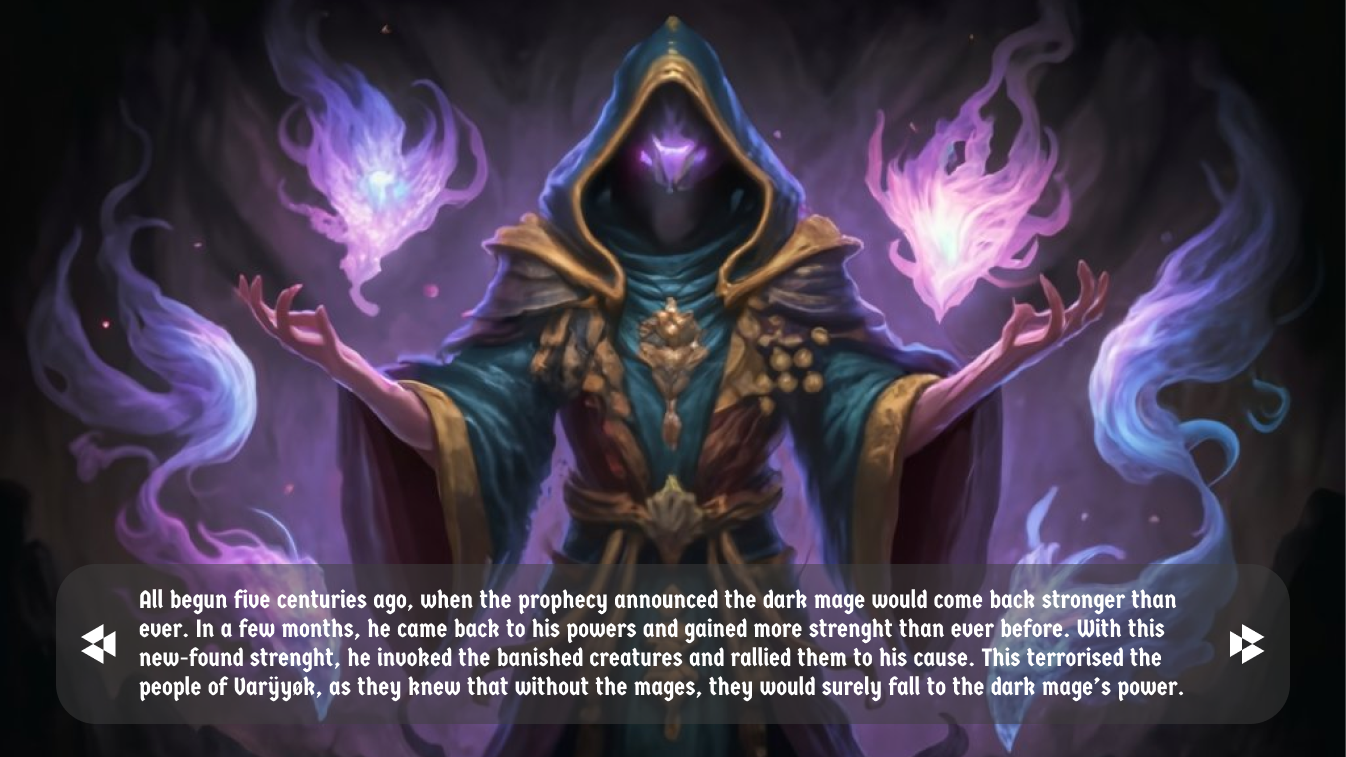 All begun five centuries ago, when the prophecy announced the dark mage would come back stronger than
ever. In a few months, he came back to his powers and gained more strenght than ever before. With this
new-found strenght, he invoked the banished creatures and rallied them to his cause. This terrorised the
people of Varÿyøk, as they knew that without the mages, they would surely fall to the dark mage's power.